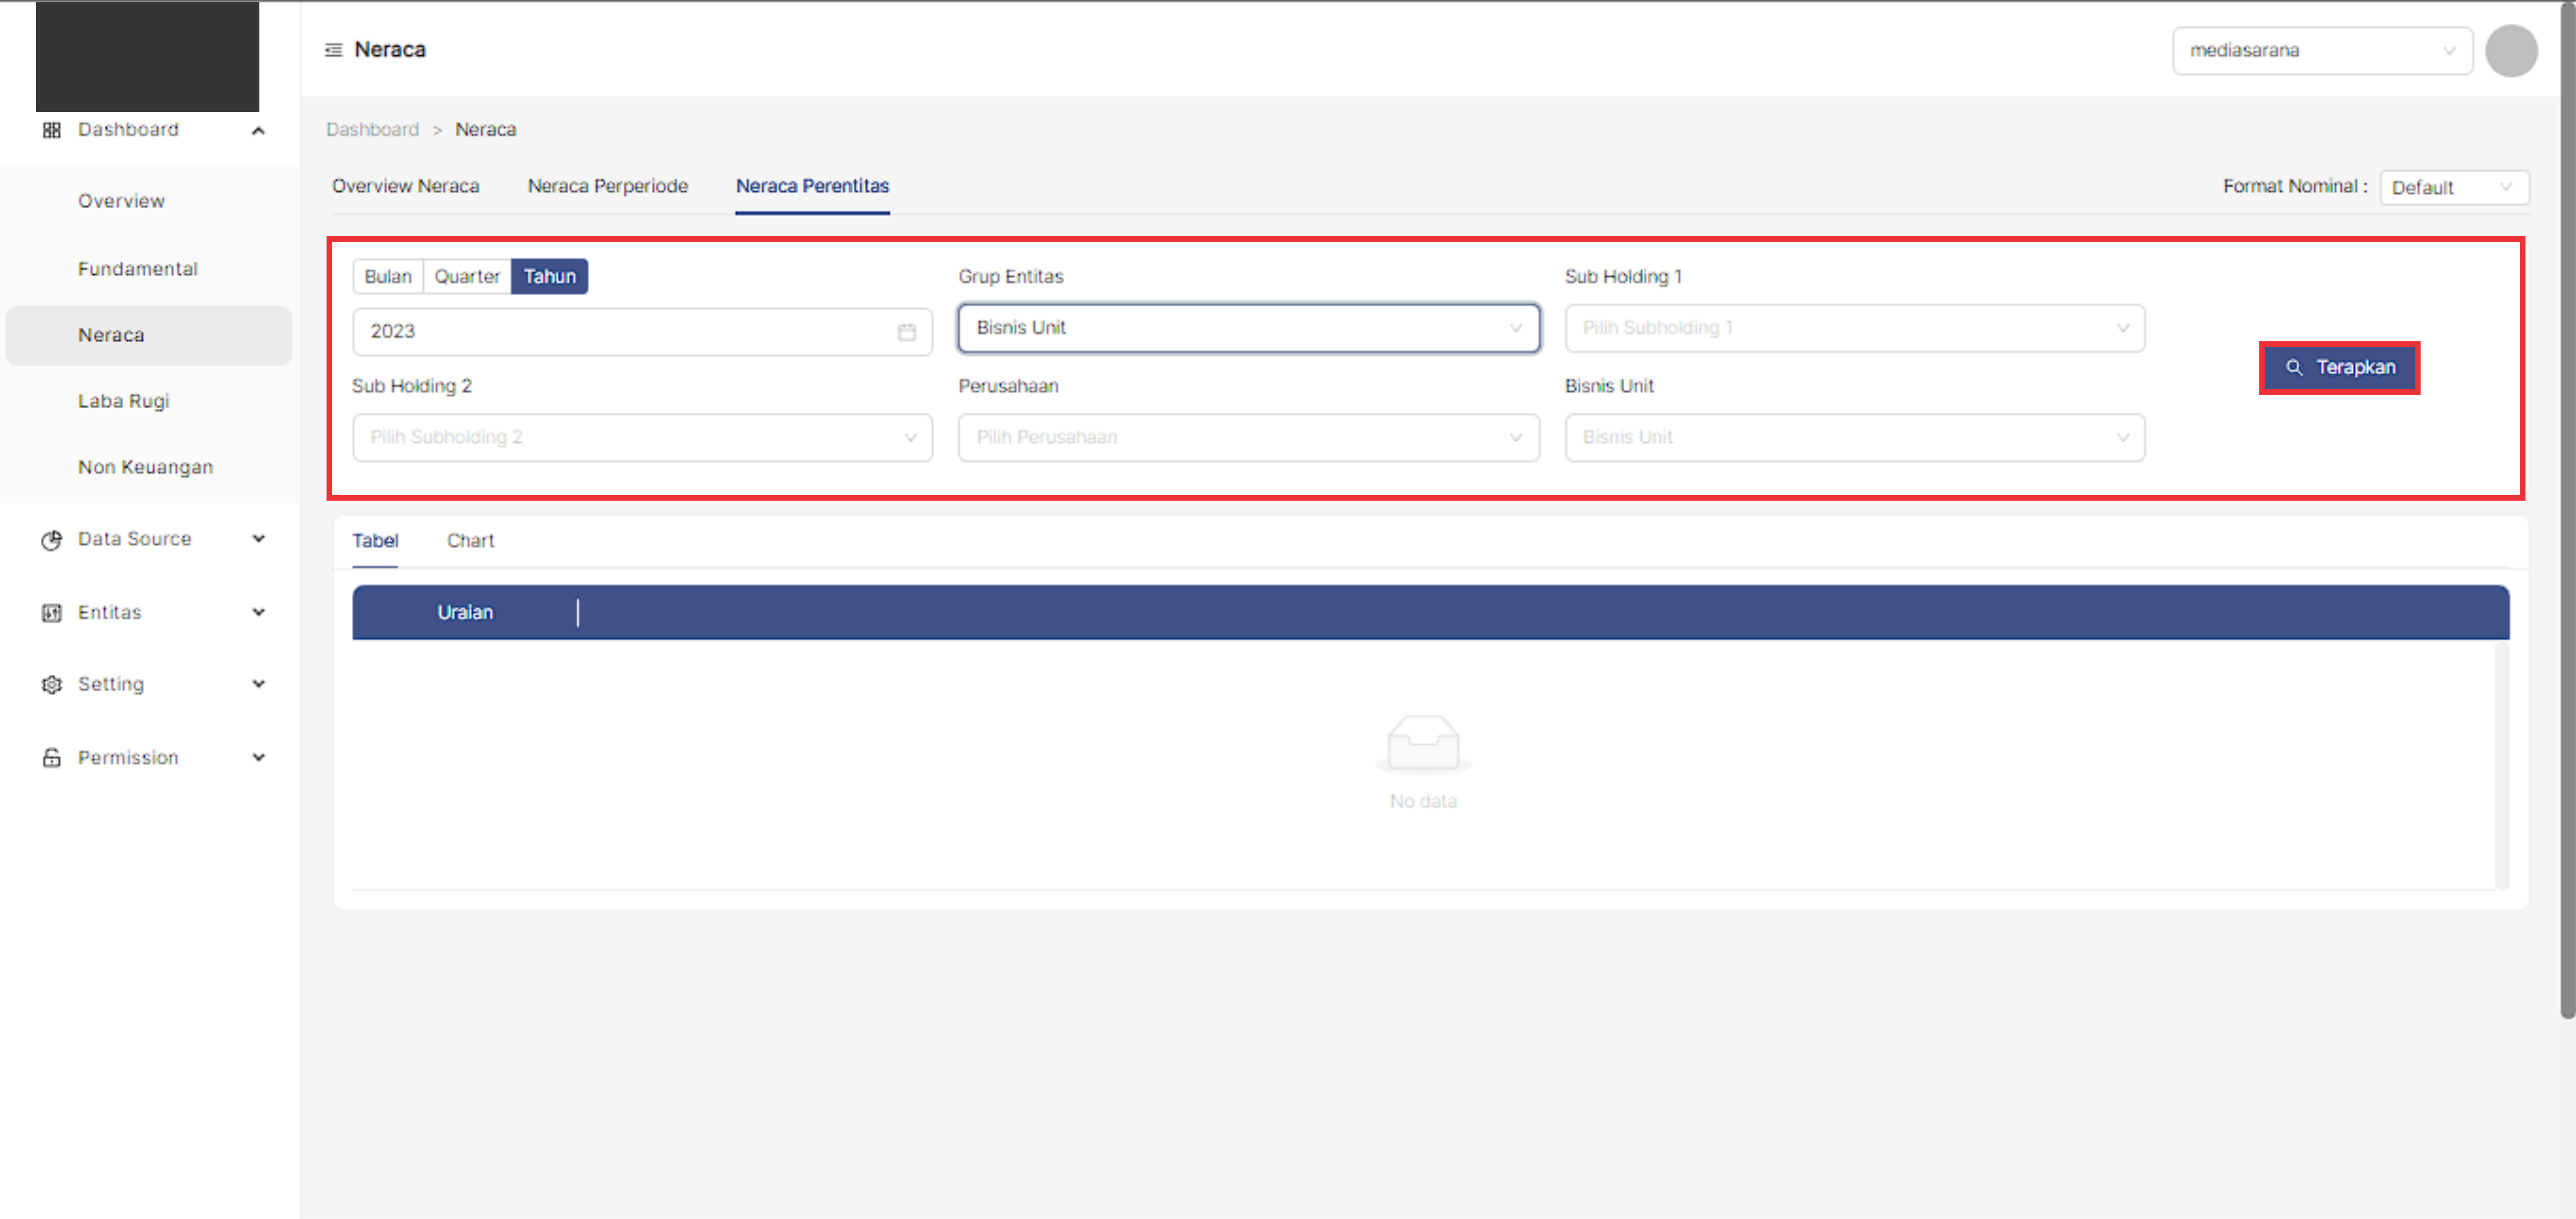 Neraca
mediasarana
Dashboard
Overview
Fundamental
Neraca
Laba Rugi
Non Keuangan
Data Source
Entitas
Setting
Permission
Dashboard > Neraca
Overview Neraca Neraca Perperiode Neraca Perentitas
Format Nominal : Default
Bulan Quarter Tahun
2023
Grup Entitas
Bisnis Unit
Sub Holding 1
Pilih Subholding 1
Sub Holding 2
Pilih Subholding 2
Perusahaan
Pilih Perusahaan
Bisnis Unit
Bisnis Unit
Terapkan
Tabel Chart
Uraian
No data